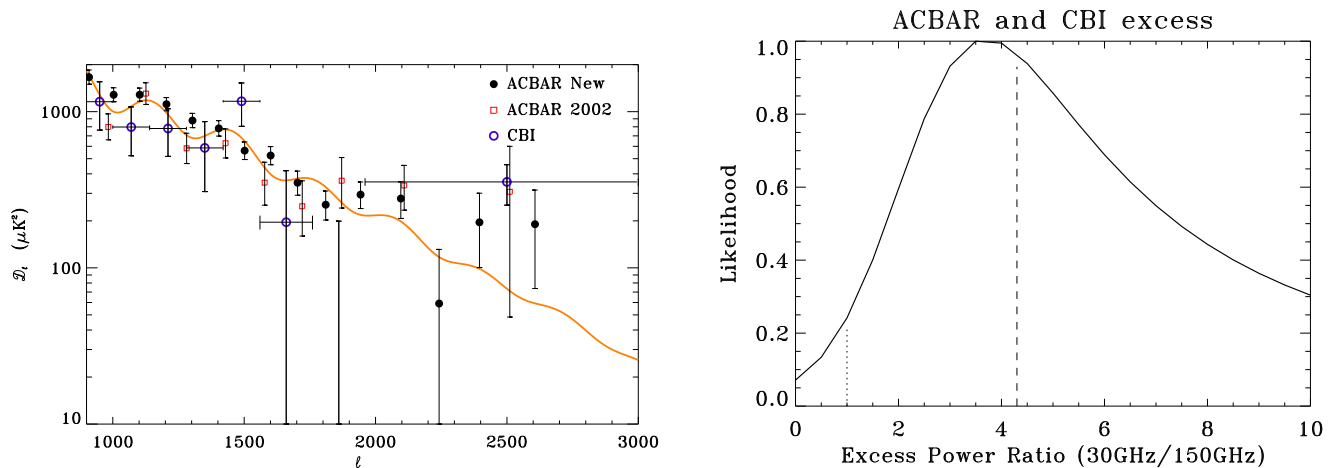 ACBAR New
ACBAR 2002
CBI
1000
100
10
𝒟ℓ (μK²)
1000
1500
2000
2500
3000
ℓ
ACBAR and CBI excess
1.0
0.8
0.6
0.4
0.2
0.0
Likelihood
0
2
4
6
8
10
Excess Power Ratio (30GHz/150GHz)